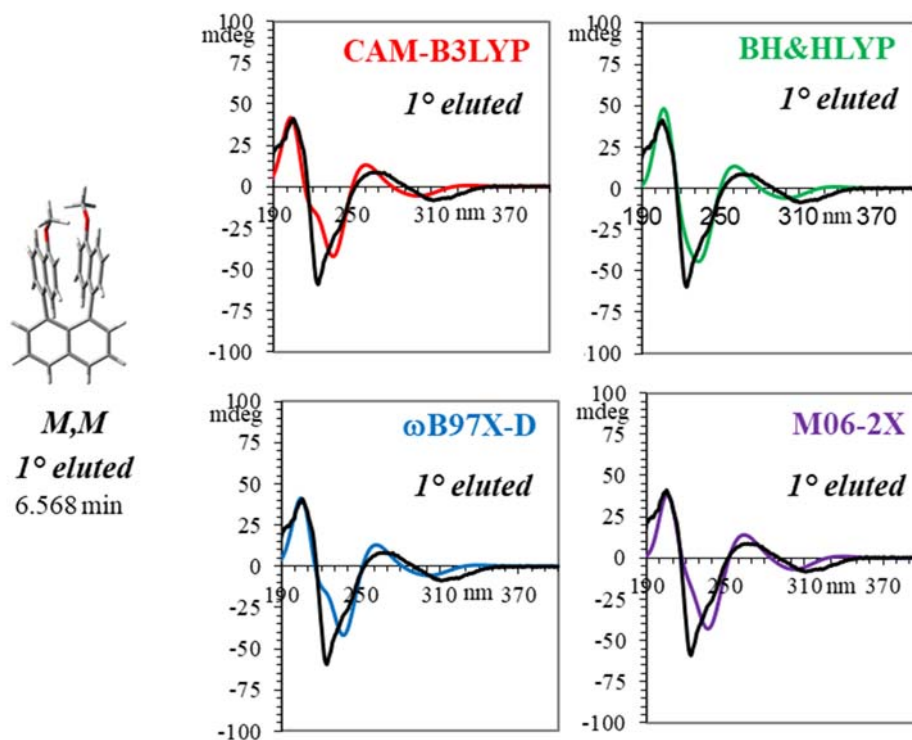 M,M
1° eluted
6.568 min
100
mdeg
75
50
25
0
-25
-50
-75
-100
190
250
310
nm
370
CAM-B3LYP
1° eluted
100
mdeg
75
50
25
0
-25
-50
-75
-100
190
250
310
nm
370
BH&HLYP
1° eluted
100
mdeg
75
50
25
0
-25
-50
-75
-100
190
250
310
nm
370
ωB97X-D
1° eluted
100
mdeg
75
50
25
0
-25
-50
-75
-100
190
250
310
nm
370
M06-2X
1° eluted